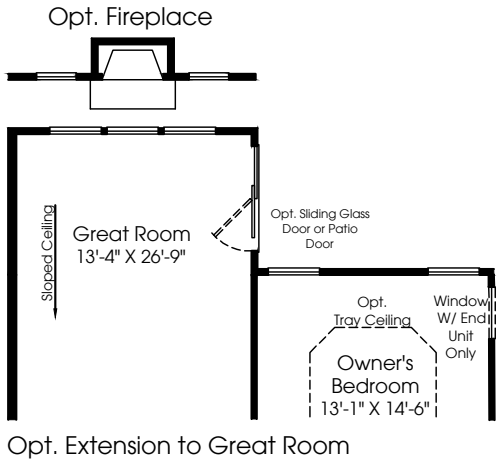 Opt. Fireplace
Opt. Sliding Glass
Door or Patio
Door
Great Room
13'-4" X 26'-9"
Sloped Ceiling
Opt.
Tray Ceiling
Window
W/ End
Unit
Only
Owner's
Bedroom
13'-1" X 14'-6"
Opt. Extension to Great Room